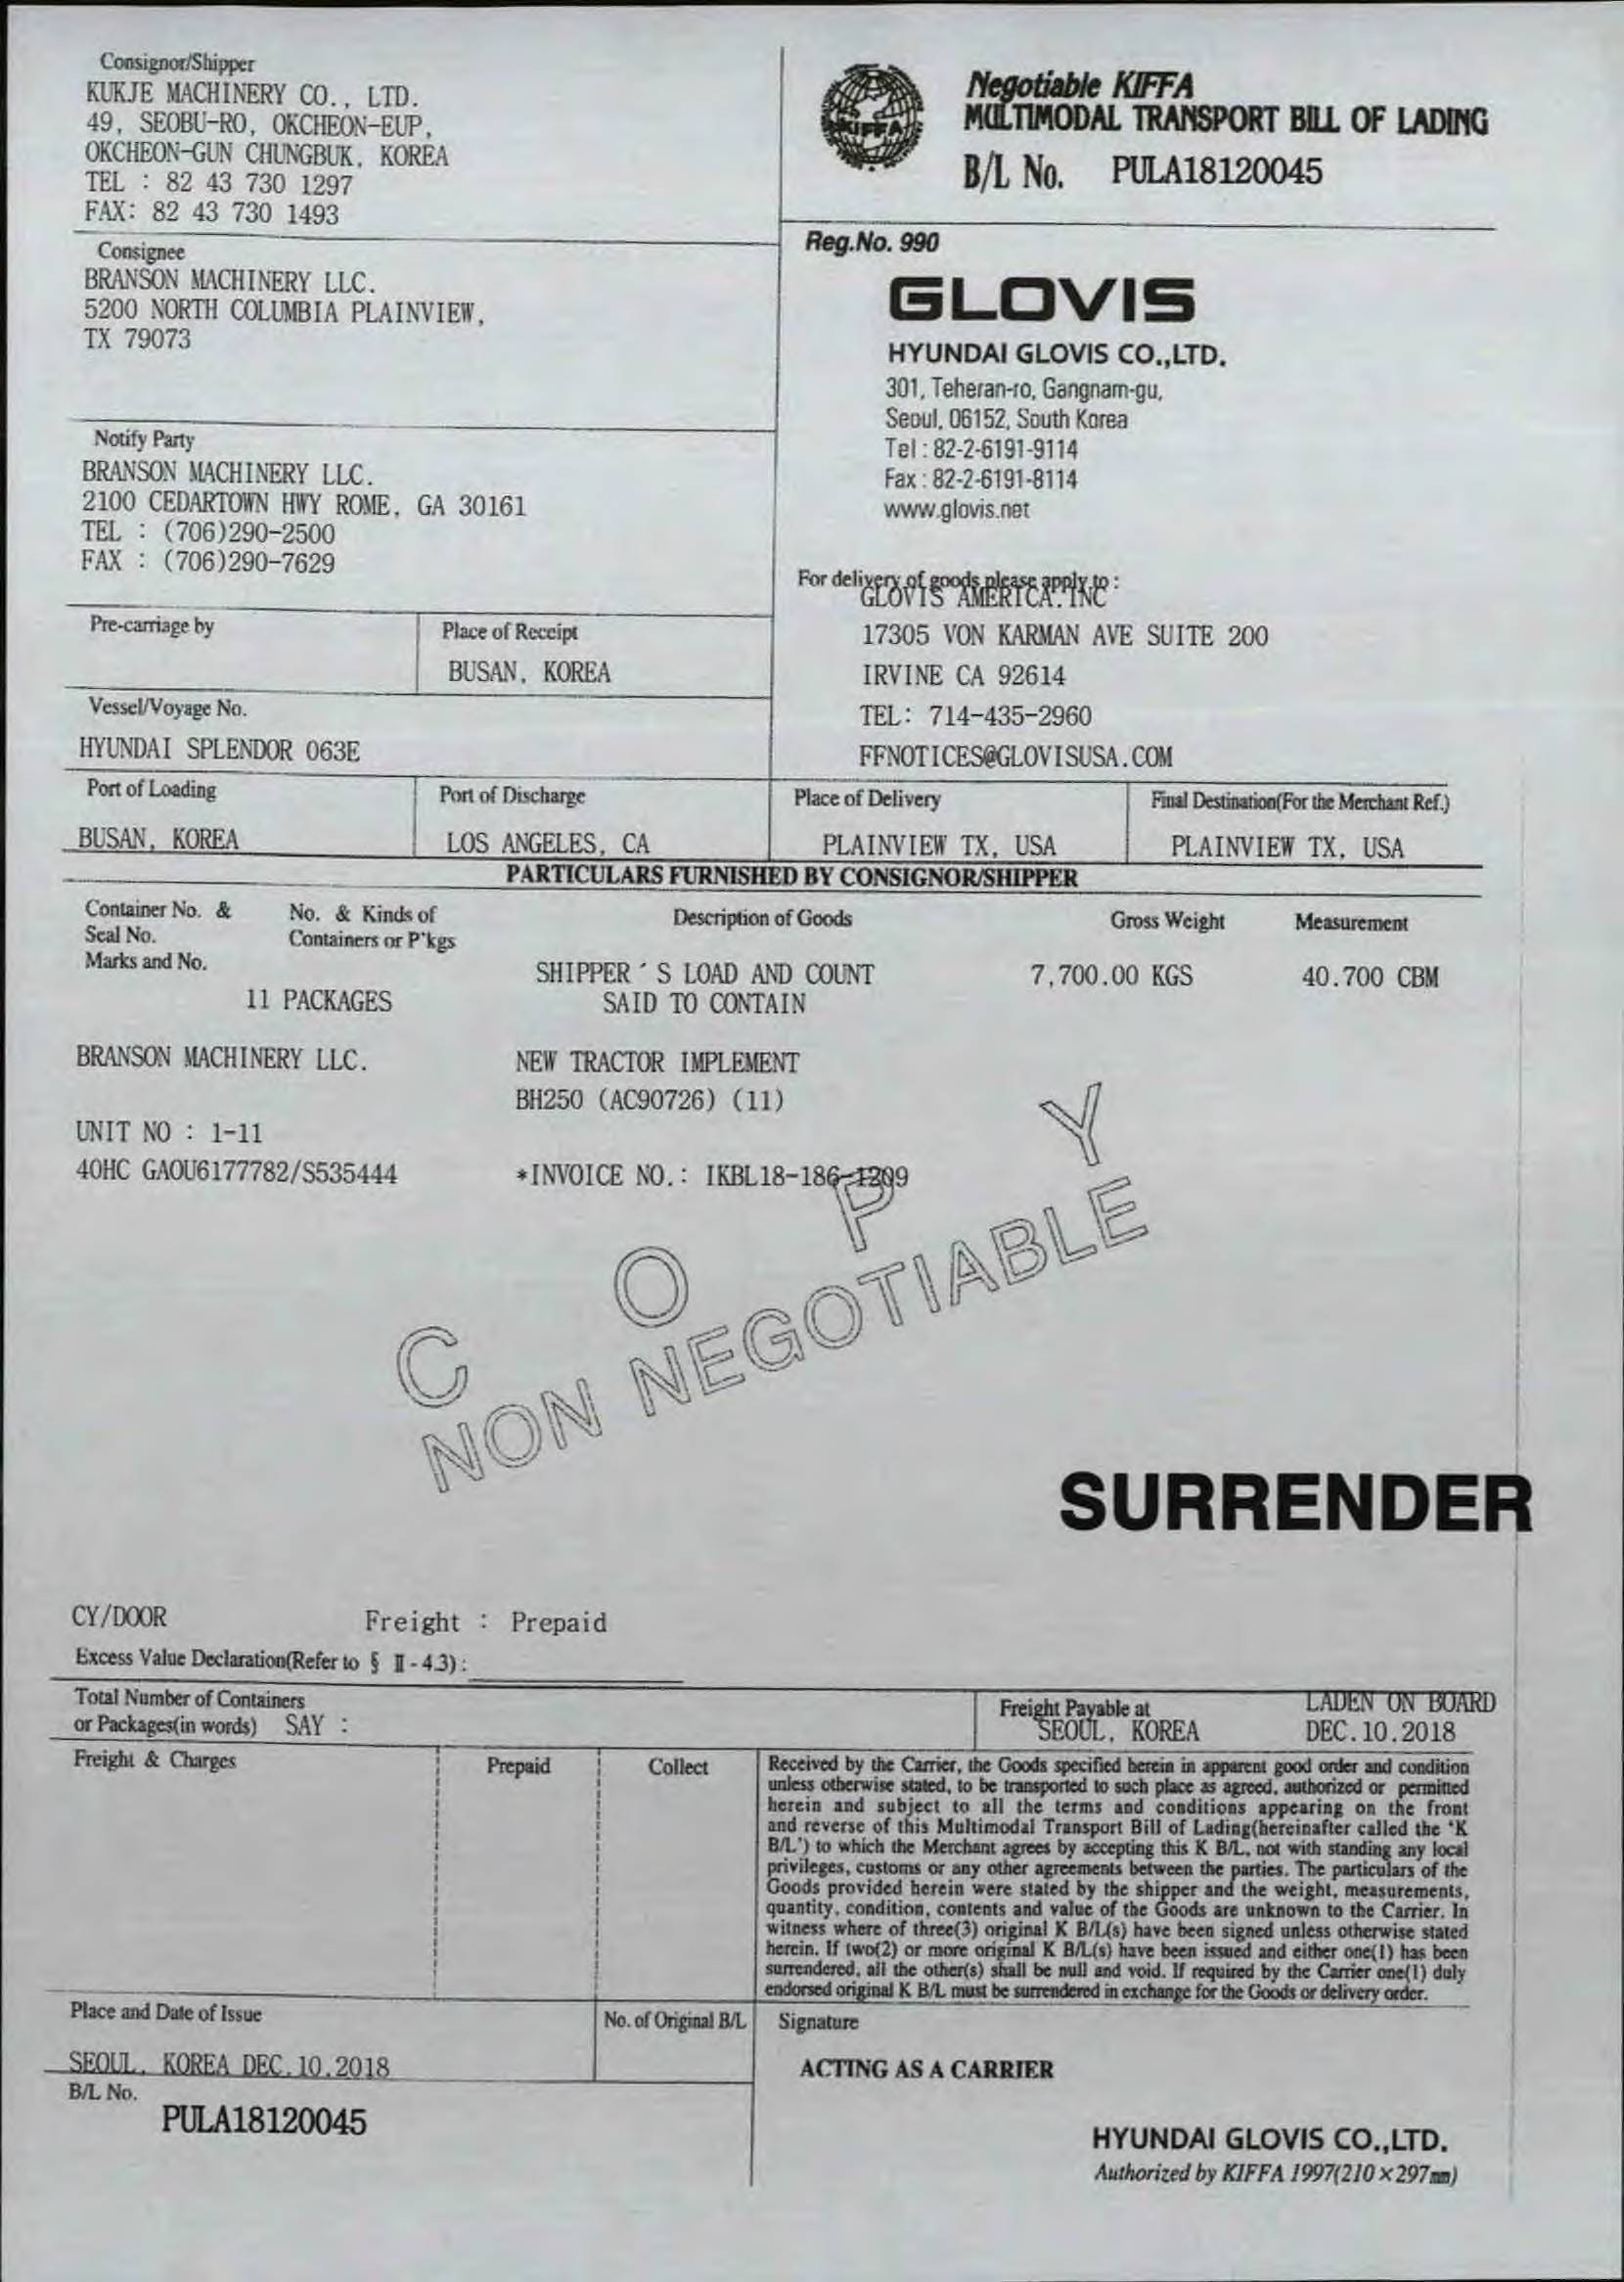 Consignor/Shipper
KUKJE MACHINERY CO., LTD.
49, SEOBU-RO, OKCHEON-EUP,
OKCHEON-GUN CHUNGBUK, KOREA
TEL : 82 43 730 1297
FAX: 82 43 730 1493
KIFFA
Negotiable KIFFA
MULTIMODAL TRANSPORT BILL OF LADING
B/L No. PULA18120045
Consignee
BRANSON MACHINERY LLC.
5200 NORTH COLUMBIA PLAINVIEW,
TX 79073
Reg.No. 990
GLOVIS
HYUNDAI GLOVIS CO.,LTD.
301, Teheran-ro, Gangnam-gu,
Seoul, 06152, South Korea
Tel : 82-2-6191-9114
Fax : 82-2-6191-8114
www.glovis.net
Notify Party
BRANSON MACHINERY LLC.
2100 CEDARTOWN HWY ROME, GA 30161
TEL : (706)290-2500
FAX : (706)290-7629
For delivery of goods please apply to :
GLOVIS AMERICA. INC
17305 VON KARMAN AVE SUITE 200
IRVINE CA 92614
TEL: 714-435-2960
FFNOTICES@GLOVISUSA.COM
Pre-carriage by
Place of Receipt
BUSAN, KOREA
Vessel/Voyage No.
HYUNDAI SPLENDOR 063E
Port of Loading
BUSAN, KOREA
Port of Discharge
LOS ANGELES, CA
Place of Delivery
PLAINVIEW TX, USA
Final Destination(For the Merchant Ref.)
PLAINVIEW TX, USA
PARTICULARS FURNISHED BY CONSIGNOR/SHIPPER
Container No. &
Seal No.
Marks and No.
No. & Kinds of
Containers or P'kgs
Description of Goods
Gross Weight
Measurement
11 PACKAGES
SHIPPER ' S LOAD AND COUNT
SAID TO CONTAIN
7,700.00 KGS
40.700 CBM
BRANSON MACHINERY LLC.
NEW TRACTOR IMPLEMENT
BH250 (AC90726) (11)
UNIT NO : 1-11
40HC GAOU6177782/S535444
*INVOICE NO.: IKBL18-186-1209
C O P Y
NON NEGOTIABLE
SURRENDER
CY/DOOR
Freight : Prepaid
Excess Value Declaration(Refer to § II - 4.3) :
Total Number of Containers
or Packages(in words) SAY :
Freight Payable at
SEOUL, KOREA
LADEN ON BOARD
DEC.10.2018
Freight & Charges
Prepaid
Collect
Received by the Carrier, the Goods specified herein in apparent good order and condition
unless otherwise stated, to be transported to such place as agreed, authorized or permitted
herein and subject to all the terms and conditions appearing on the front
and reverse of this Multimodal Transport Bill of Lading(hereinafter called the 'K
B/L') to which the Merchant agrees by accepting this K B/L, not with standing any local
privileges, customs or any other agreements between the parties. The particulars of the
Goods provided herein were stated by the shipper and the weight, measurements,
quantity, condition, contents and value of the Goods are unknown to the Carrier. In
witness where of three(3) original K B/L(s) have been signed unless otherwise stated
herein. If two(2) or more original K B/L(s) have been issued and either one(1) has been
surrendered, all the other(s) shall be null and void. If required by the Carrier one(1) duly
endorsed original K B/L must be surrendered in exchange for the Goods or delivery order.
Place and Date of Issue
SEOUL, KOREA DEC.10.2018
No. of Original B/L
Signature
ACTING AS A CARRIER
B/L No.
PULA18120045
HYUNDAI GLOVIS CO.,LTD.
Authorized by KIFFA 1997(210×297mm)